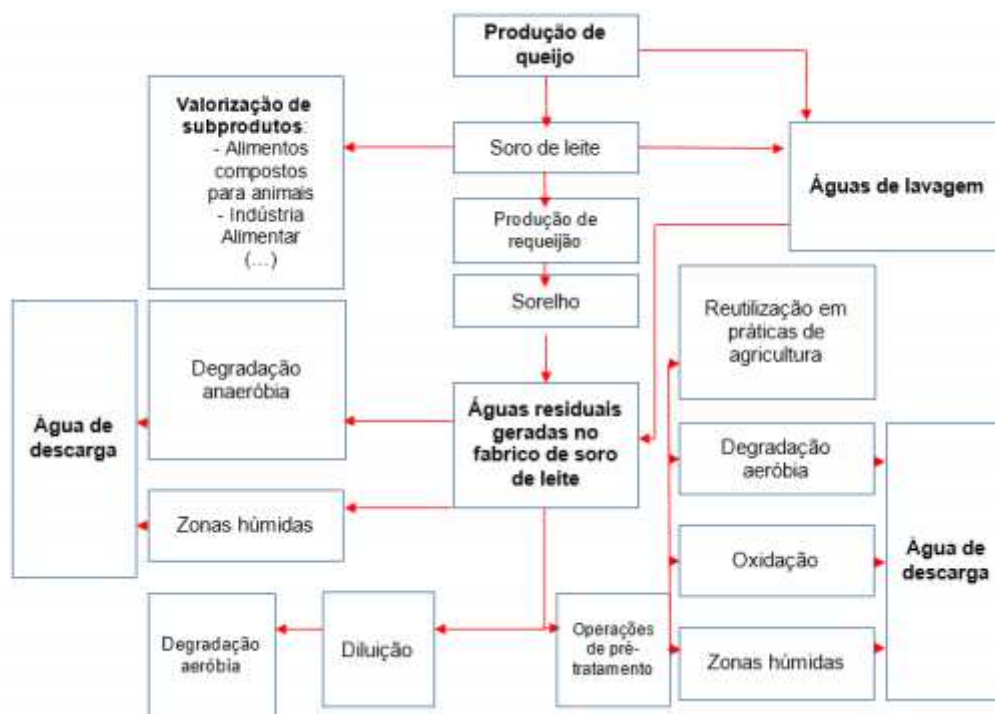 Produção de
queijo
Valorização de
subprodutos:
- Alimentos
compostos
para animais
- Indústria
Alimentar
(...)
Soro de leite
Águas de lavagem
Produção de
requeijão
Sorelho
Reutilização em
práticas de
agricultura
Água de
descarga
Degradação
anaeróbia
Águas residuais
geradas no
fabrico de soro
de leite
Degradação
aeróbia
Zonas húmidas
Oxidação
Água de
descarga
Degradação
aeróbia
Diluição
Operações
de pré-
tratamento
Zonas húmidas